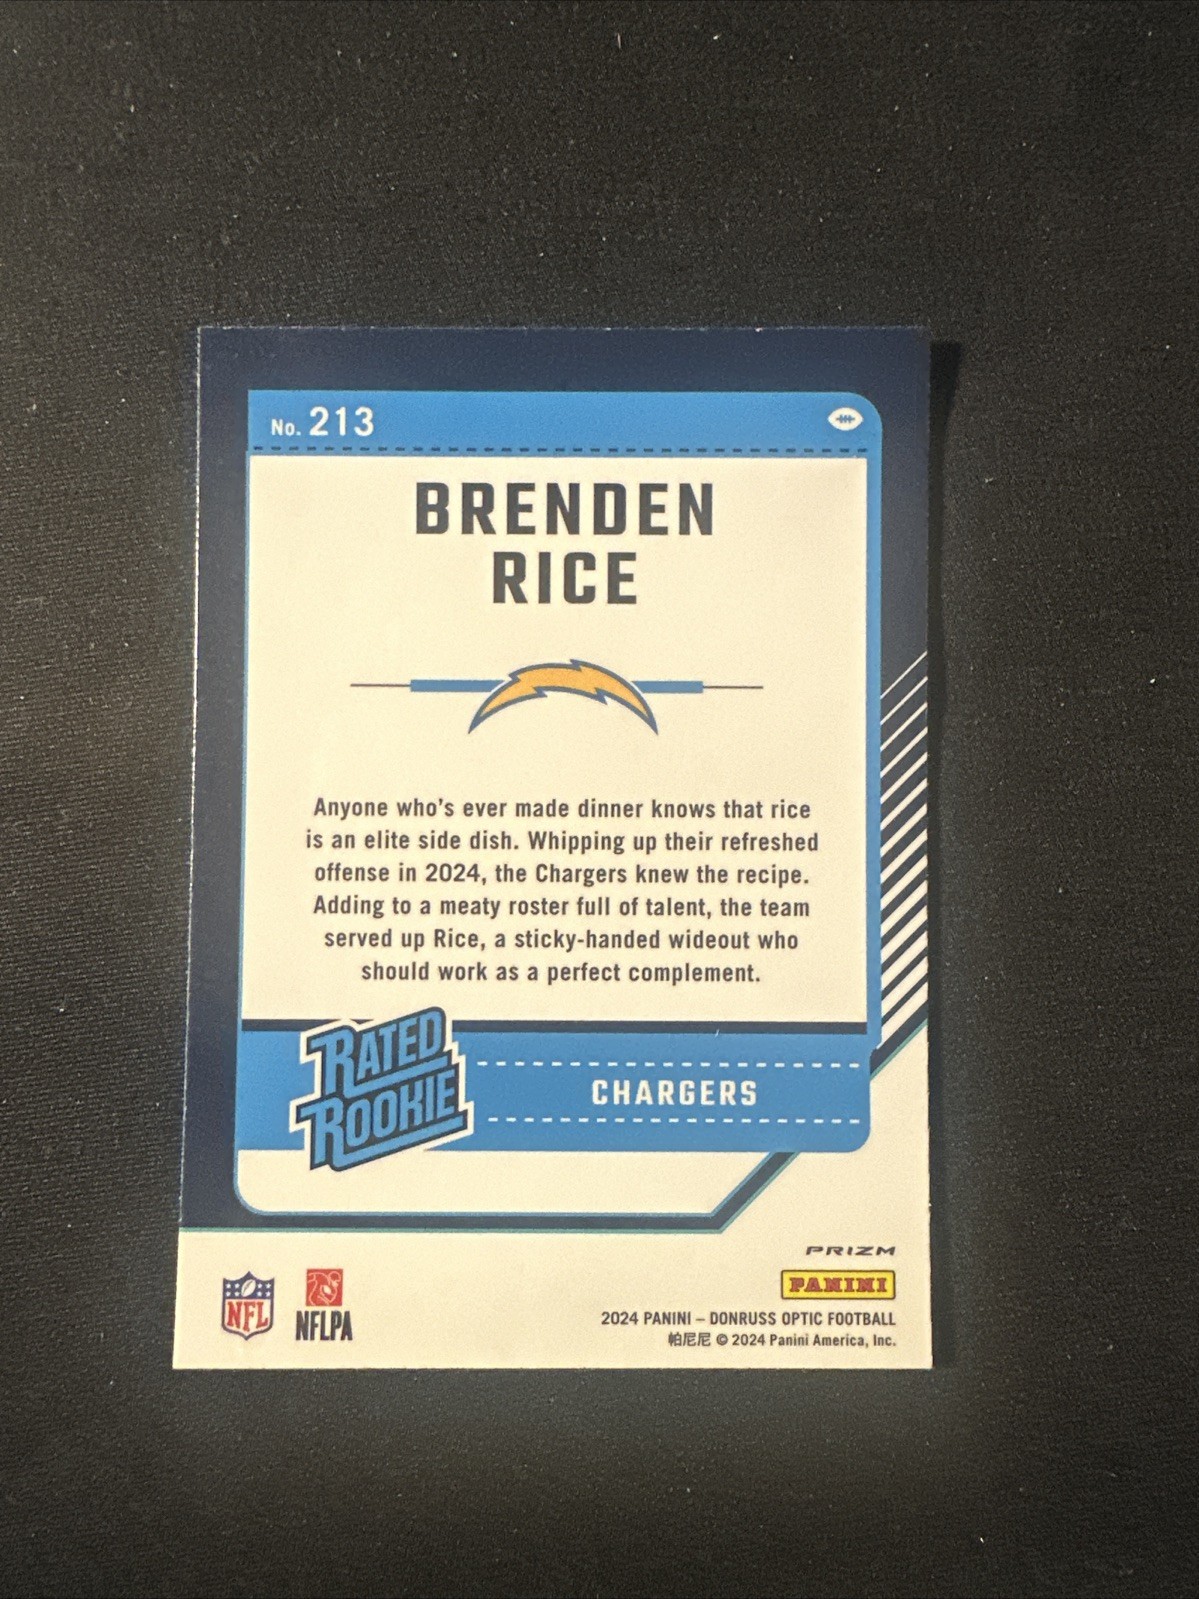 No. 213
BRENDEN
RICE
Anyone who's ever made dinner knows that rice
is an elite side dish. Whipping up their refreshed
offense in 2024, the Chargers knew the recipe.
Adding to a meaty roster full of talent, the team
served up Rice, a sticky-handed wideout who
should work as a perfect complement.
RATED
ROOKIE
CHARGERS
PRIZM
PANINI
NFL
NFLPA
2024 PANINI – DONRUSS OPTIC FOOTBALL
帕尼尼 © 2024 Panini America, Inc.